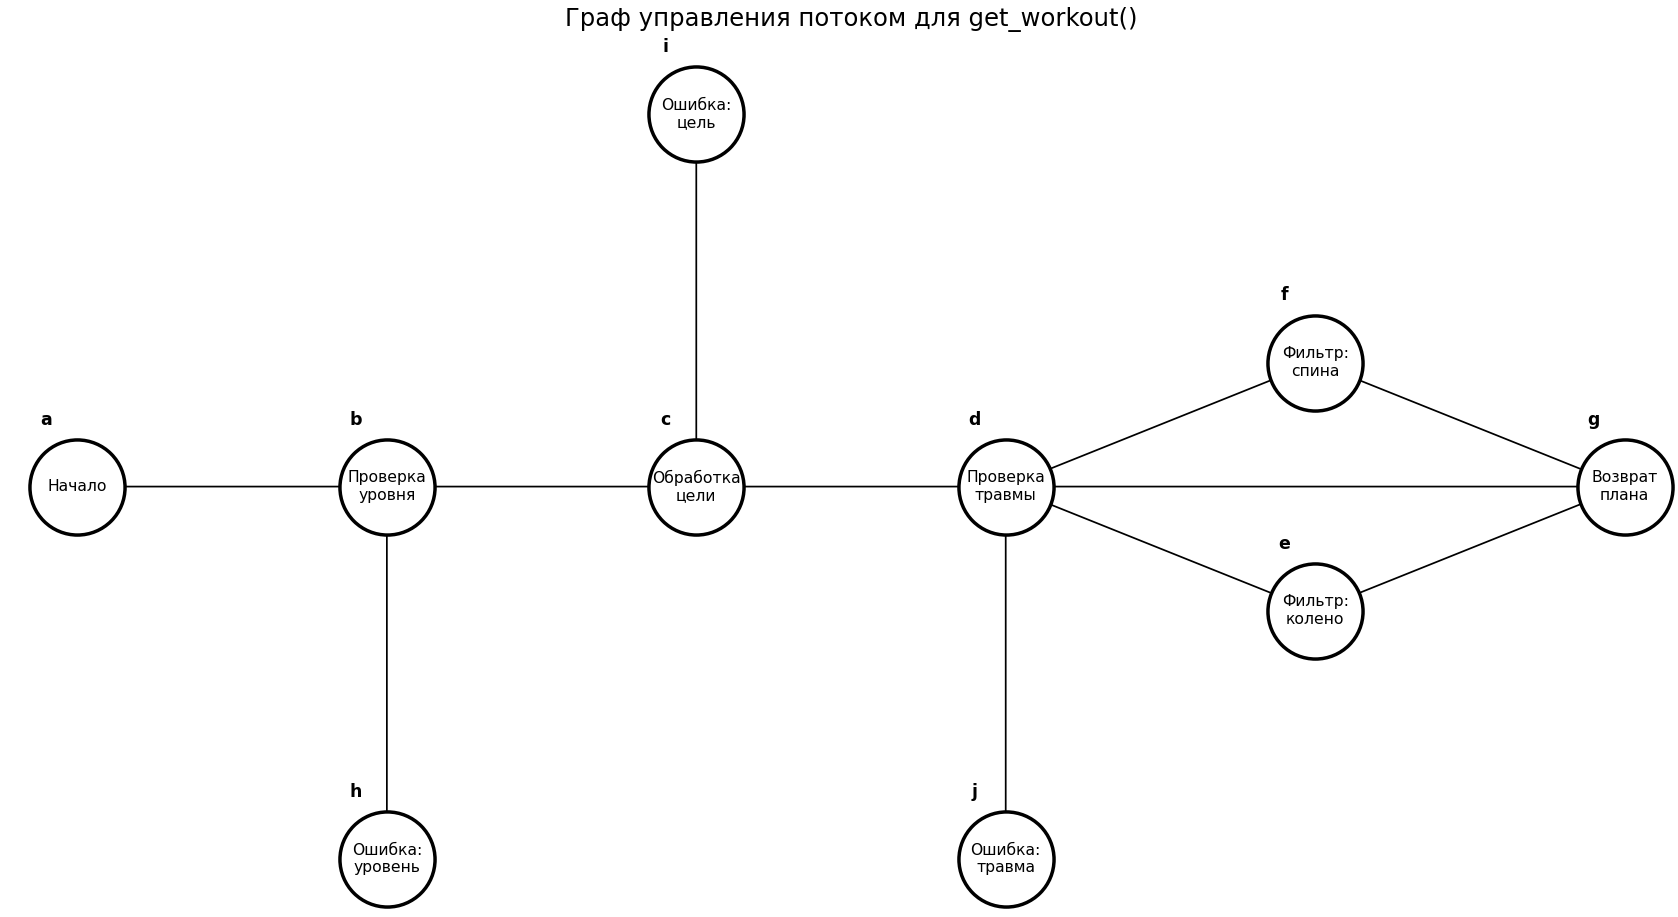 Граф управления потоком для get_workout()
i
Ошибка:
цель
f
Фильтр:
спина
a
Начало
b
Проверка
уровня
c
Обработка
цели
d
Проверка
травмы
g
Возврат
плана
e
Фильтр:
колено
h
Ошибка:
уровень
j
Ошибка:
травма